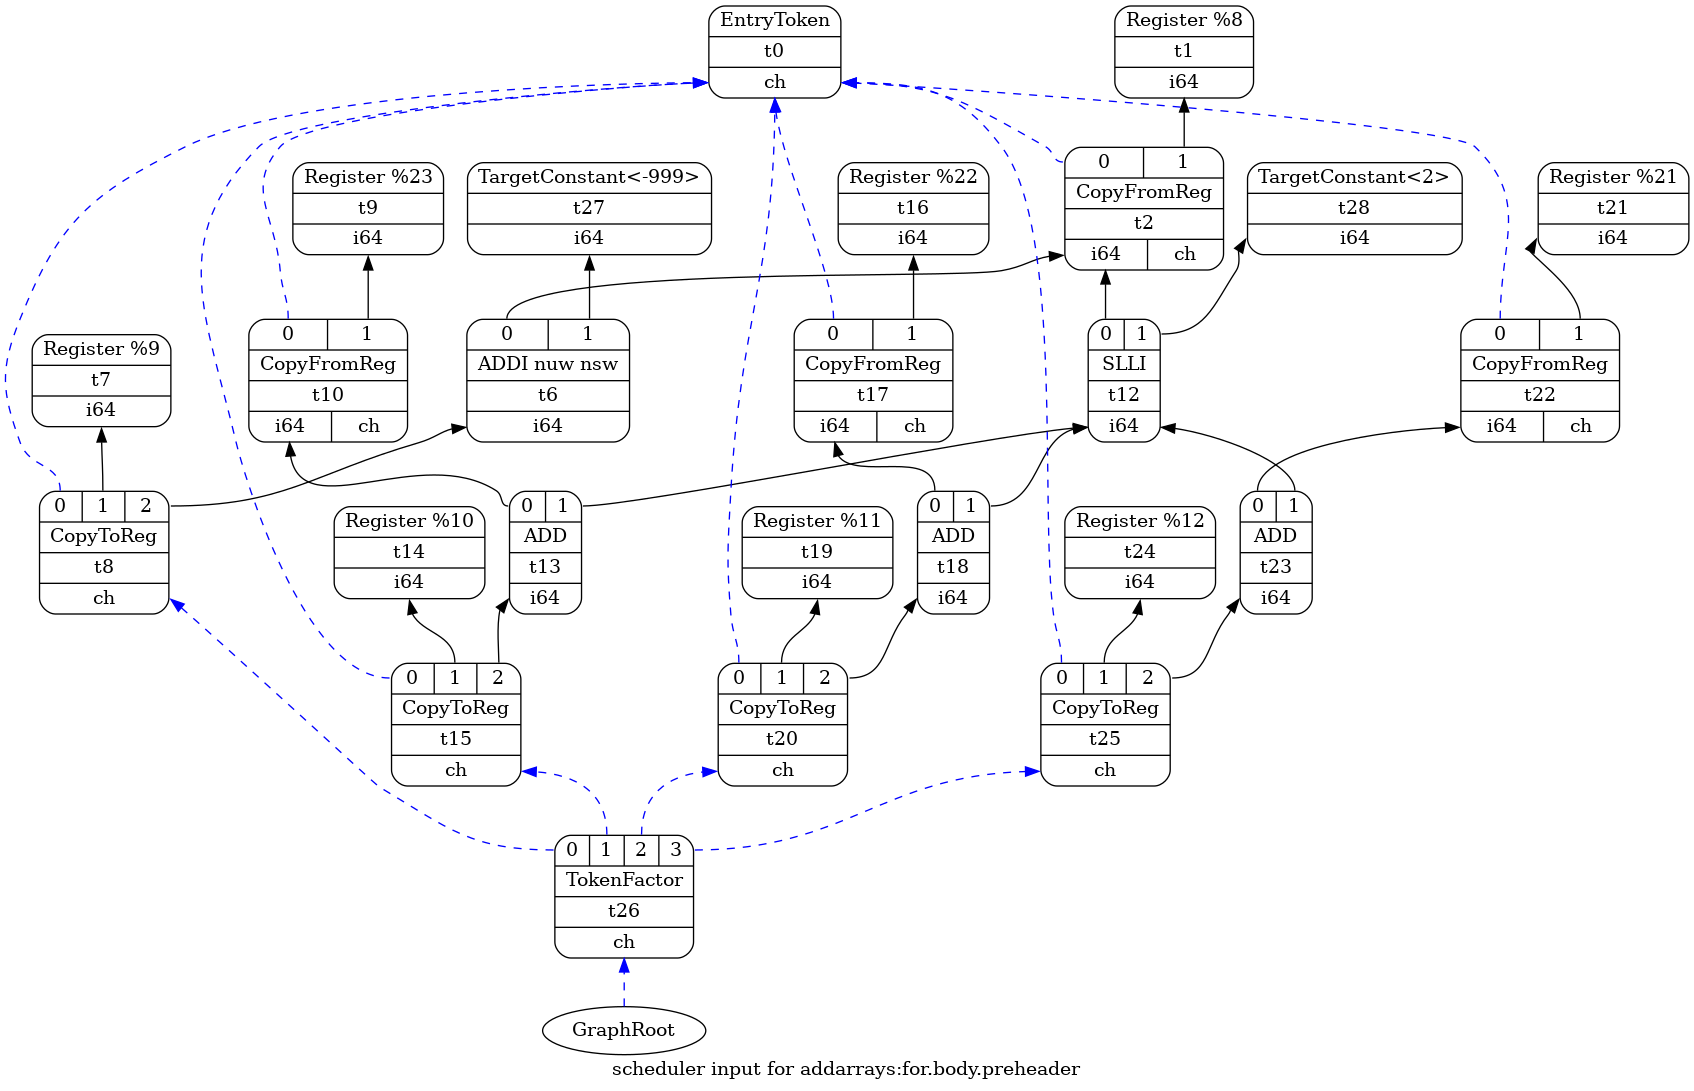 EntryToken
t0
ch
Register %8
t1
i64
0 1
CopyFromReg
t2
i64 ch
Register %23
t9
i64
TargetConstant<-999>
t27
i64
Register %22
t16
i64
TargetConstant<2>
t28
i64
Register %21
t21
i64
Register %9
t7
i64
0 1
CopyFromReg
t10
i64 ch
0 1
ADDI nuw nsw
t6
i64
0 1
CopyFromReg
t17
i64 ch
0 1
SLLI
t12
i64
0 1
CopyFromReg
t22
i64 ch
0 1 2
CopyToReg
t8
ch
Register %10
t14
i64
0 1
ADD
t13
i64
Register %11
t19
i64
0 1
ADD
t18
i64
Register %12
t24
i64
0 1
ADD
t23
i64
0 1 2
CopyToReg
t15
ch
0 1 2
CopyToReg
t20
ch
0 1 2
CopyToReg
t25
ch
0 1 2 3
TokenFactor
t26
ch
GraphRoot
scheduler input for addarrays:for.body.preheader